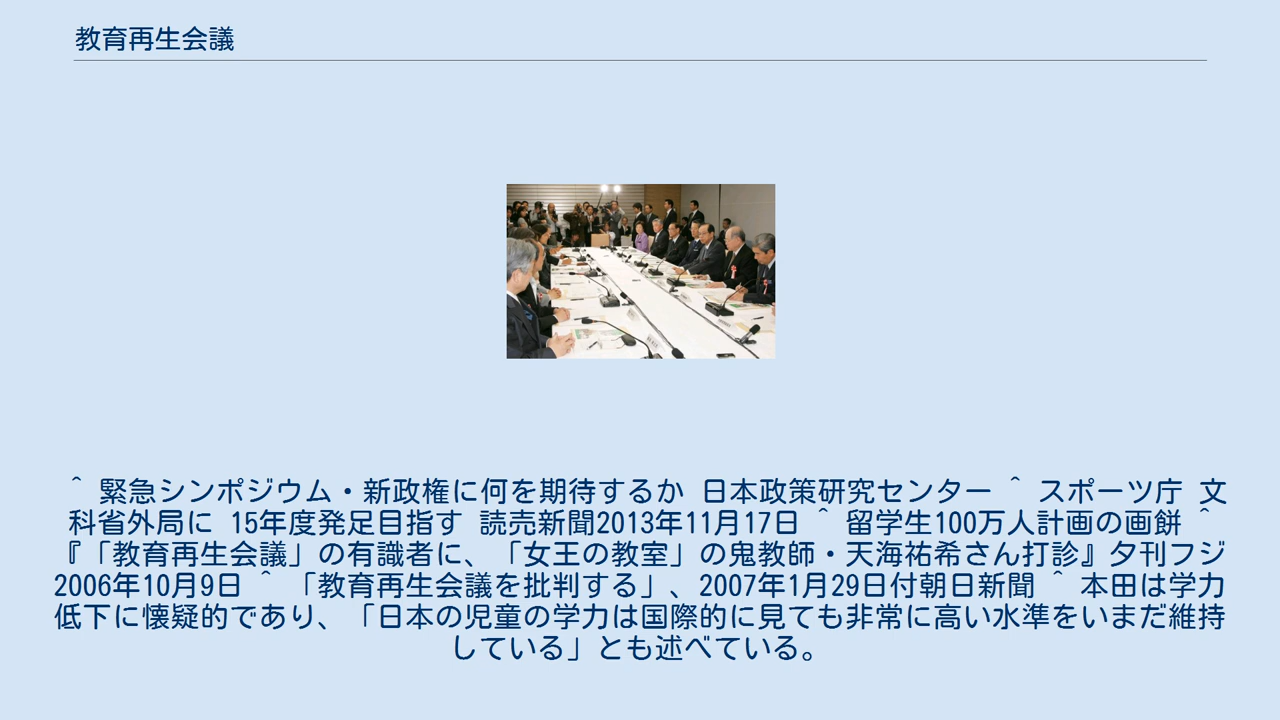 教育再生会議
^ 緊急シンポジウム・新政権に何を期待するか 日本政策研究センター ^ スポーツ庁 文
科省外局に 15年度発足目指す 読売新聞2013年11月17日 ^ 留学生100万人計画の画餅 ^
『「教育再生会議」の有識者に、「女王の教室」の鬼教師・天海祐希さん打診』夕刊フジ
2006年10月9日 ^ 「教育再生会議を批判する」、2007年1月29日付朝日新聞 ^ 本田は学力
低下に懐疑的であり、「日本の児童の学力は国際的に見ても非常に高い水準をいまだ維持
している」とも述べている。